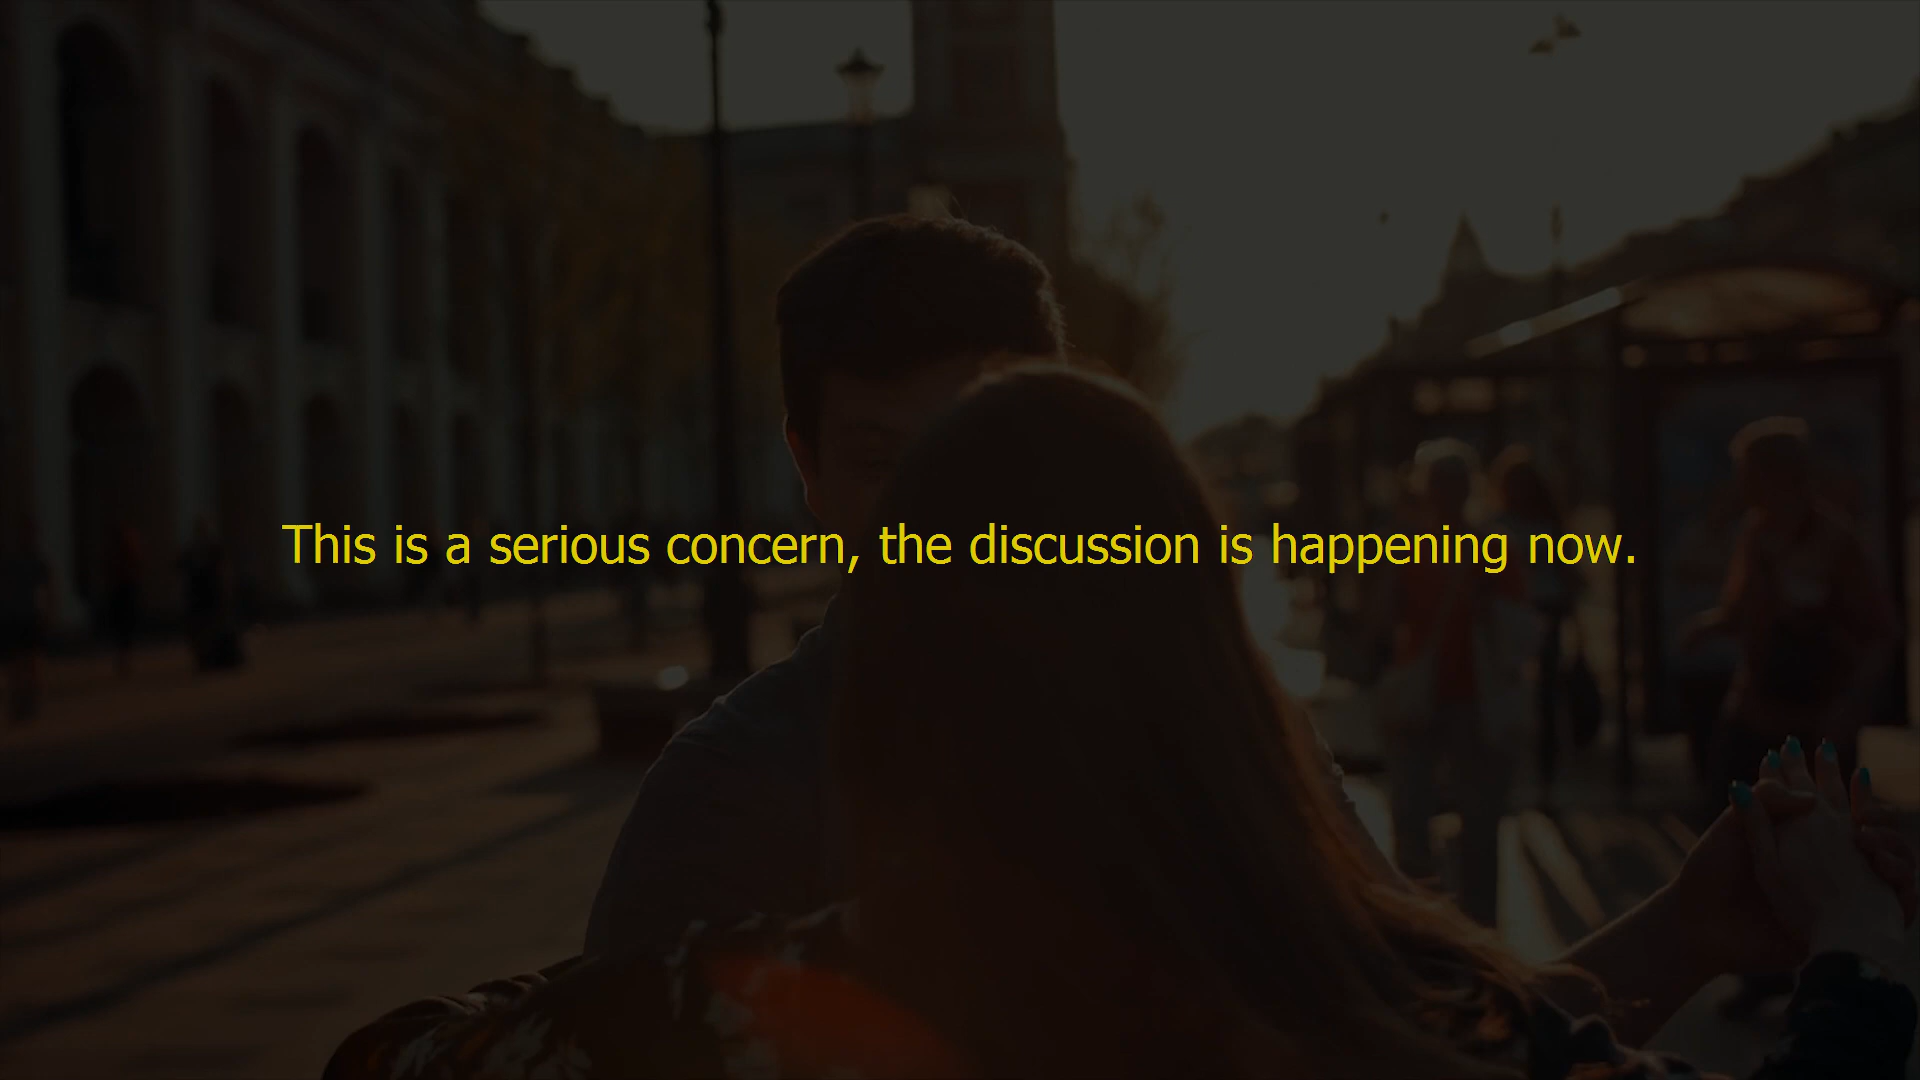 This is a serious concern, the discussion is happening now.